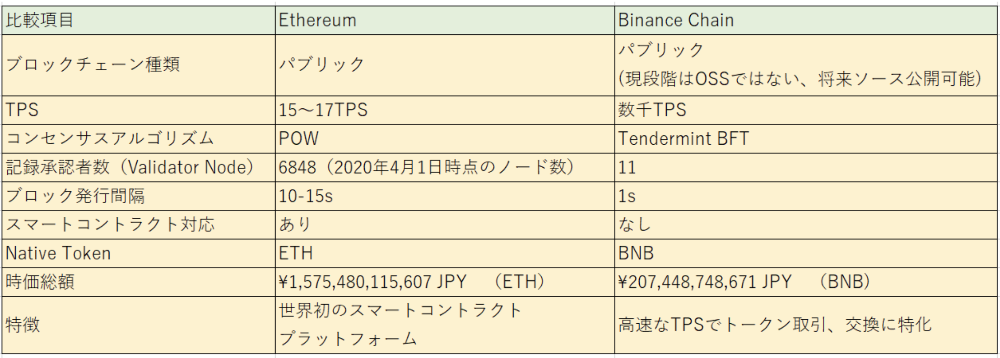 比較項目
Ethereum
Binance Chain
ブロックチェーン種類
パブリック
パブリック
(現段階はOSSではない、将来ソース公開可能)
TPS
15～17TPS
数千TPS
コンセンサスアルゴリズム
POW
Tendermint BFT
記録承認者数（Validator Node）
6848（2020年4月1日時点のノード数）
11
ブロック発行間隔
10-15s
1s
スマートコントラクト対応
あり
なし
Native Token
ETH
BNB
時価総額
¥1,575,480,115,607 JPY　（ETH）
¥207,448,748,671 JPY　（BNB）
特徴
世界初のスマートコントラクト
プラットフォーム
高速なTPSでトークン取引、交換に特化